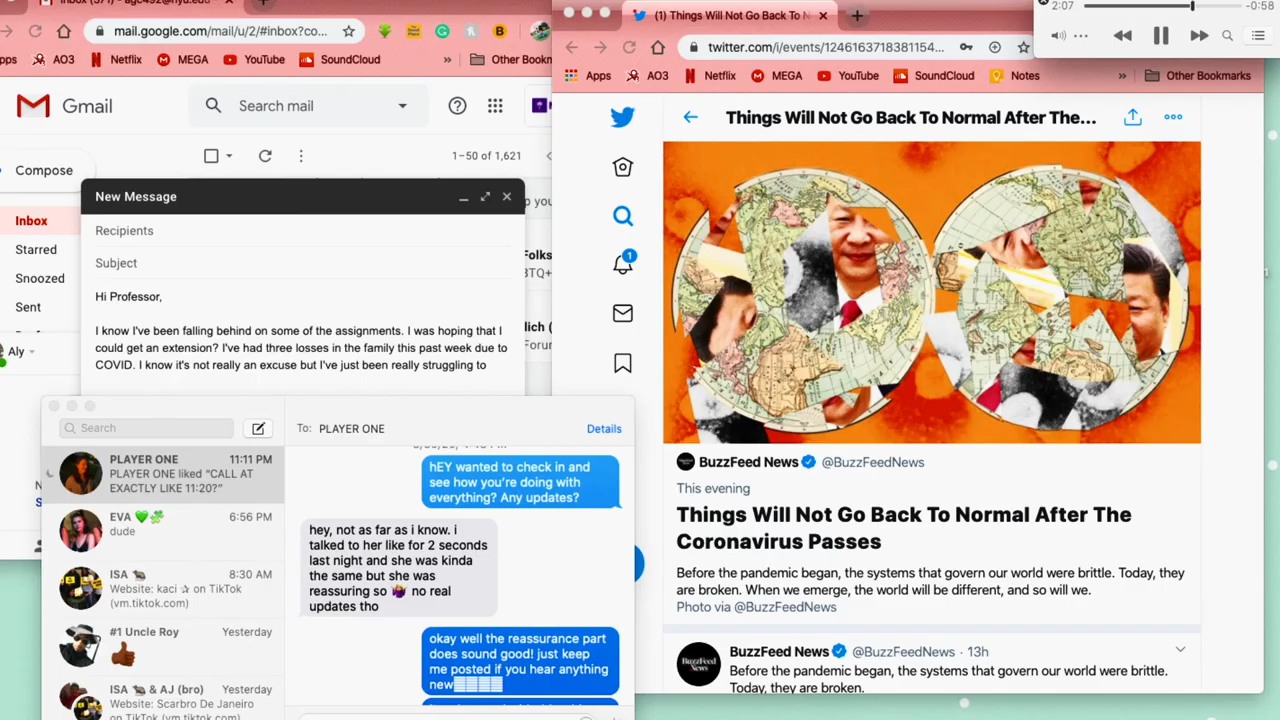 Inbox (371)
mail.google.com/mail/u/2/#inbox?co...
AO3
Netflix
MEGA
YouTube
SoundCloud
»
Gmail
Search mail
1–50 of 1,621
Compose
Inbox
Starred
Snoozed
Sent
Aly
New Message
Recipients
Subject
Hi Professor,
I know I've been falling behind on some of the assignments. I was hoping that I
could get an extension? I've had three losses in the family this past week due to
COVID. I know it's not really an excuse but I've just been really struggling to
Search
PLAYER ONE 11:11 PM
PLAYER ONE liked “CALL AT
EXACTLY LIKE 11:20?”
EVA 💚🍀 6:56 PM
dude
ISA 🐀 8:30 AM
Website: kaci ✰ on TikTok
(vm.tiktok.com)
#1 Uncle Roy Yesterday
ISA 🐀 & AJ (bro) Yesterday
Website: Scarbro De Janeiro
on TikTok (vm.tiktok.com)
To: PLAYER ONE
Details
hEY wanted to check in and
see how you're doing with
everything? Any updates?
hey, not as far as i know. i
talked to her like for 2 seconds
last night and she was kinda
the same but she was
reassuring so 🤷‍♀️ no real
updates tho
okay well the reassurance part
does sound good! just keep
me posted if you hear anything
new
(1) Things Will Not Go Back To N
twitter.com/i/events/1246163718381154...
Apps
AO3
Netflix
MEGA
YouTube
SoundCloud
Notes
»
Other Bookmarks
2:07
-0:58
Things Will Not Go Back To Normal After The...
1
BuzzFeed News @BuzzFeedNews
This evening
Things Will Not Go Back To Normal After The
Coronavirus Passes
Before the pandemic began, the systems that govern our world were brittle. Today, they
are broken. When we emerge, the world will be different, and so will we.
Photo via @BuzzFeedNews
BuzzFeed News @BuzzFeedNews · 13h
Before the pandemic began, the systems that govern our world were brittle.
Today, they are broken.